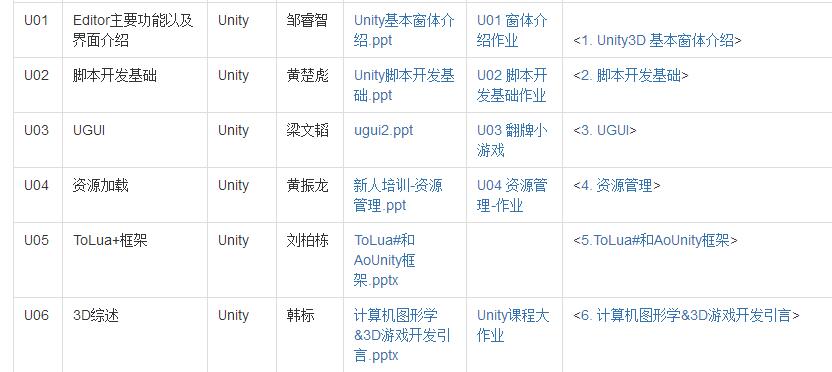 U01 Editor主要功能以及界面介绍 Unity 邹睿智 Unity基本窗体介绍.ppt U01 窗体介绍作业 <1. Unity3D 基本窗体介绍>
U02 脚本开发基础 Unity 黄楚彪 Unity脚本开发基础.ppt U02 脚本开发基础作业 <2. 脚本开发基础>
U03 UGUI Unity 梁文韬 ugui2.ppt U03 翻牌小游戏 <3. UGUI>
U04 资源加载 Unity 黄振龙 新人培训-资源管理.ppt U04 资源管理-作业 <4. 资源管理>
U05 ToLua+框架 Unity 刘柏栋 ToLua#和AoUnity框架.pptx <5.ToLua#和AoUnity框架>
U06 3D综述 Unity 韩标 计算机图形学&3D游戏开发引言.pptx Unity课程大作业 <6. 计算机图形学&3D游戏开发引言>